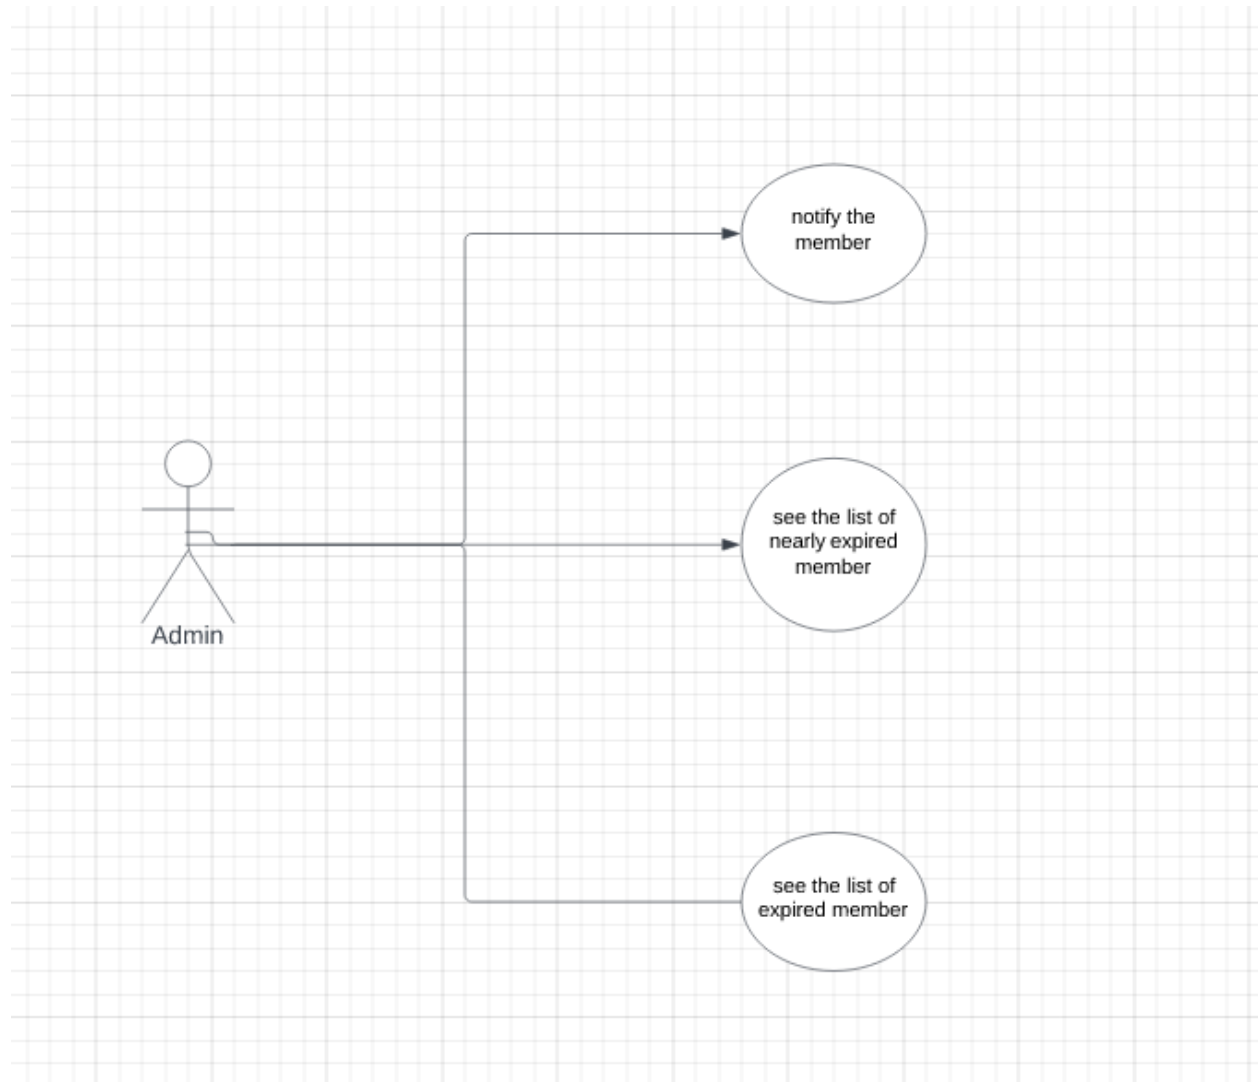 notify the
member
see the list of
nearly expired
member
Admin
see the list of
expired member